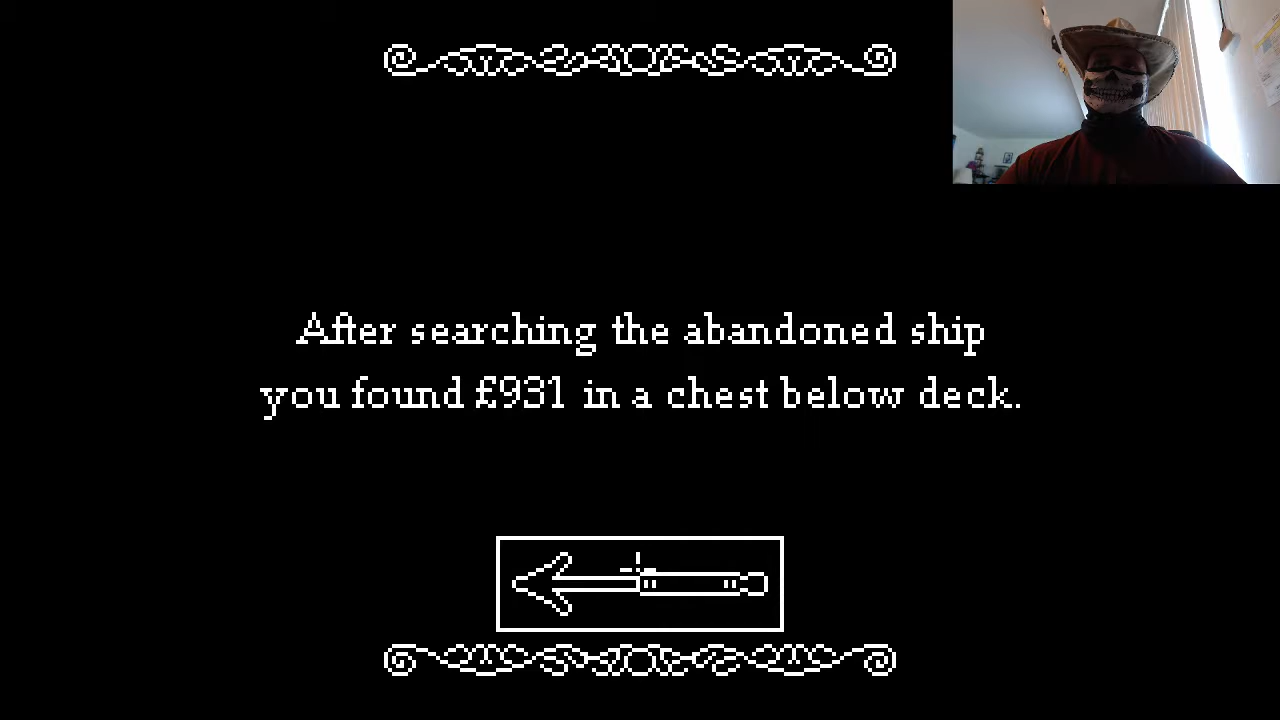 After searching the abandoned ship
you found £931 in a chest below deck.